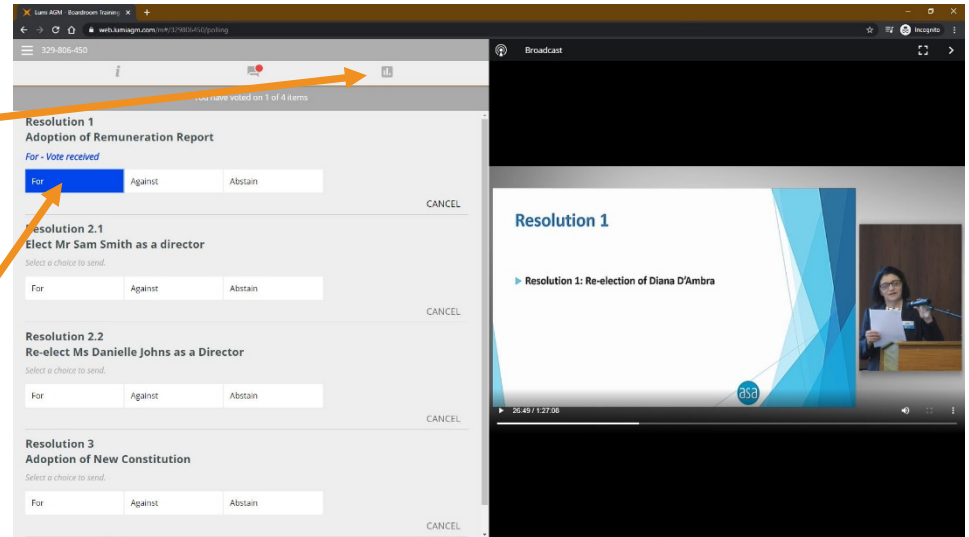 Lumi AGM - Boardroom Training
web.lumiagm.com/m#/329806450/polling
Incognito
329-806-450
You have voted on 1 of 4 items
Resolution 1
Adoption of Remuneration Report
For - Vote received
For Against Abstain
CANCEL
Resolution 2.1
Elect Mr Sam Smith as a director
Select a choice to send.
For Against Abstain
CANCEL
Resolution 2.2
Re-elect Ms Danielle Johns as a Director
Select a choice to send.
For Against Abstain
CANCEL
Resolution 3
Adoption of New Constitution
Select a choice to send.
For Against Abstain
CANCEL
Broadcast
Resolution 1
Resolution 1: Re-election of Diana D'Ambra
asa
26:49 / 1:27:08